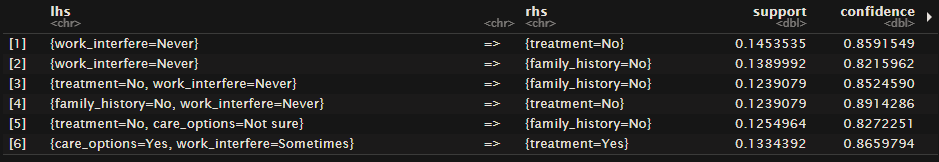 lhs rhs support confidence
<chr> <chr> <chr> <dbl> <dbl>
[1] {work_interfere=Never} => {treatment=No} 0.1453535 0.8591549
[2] {work_interfere=Never} => {family_history=No} 0.1389992 0.8215962
[3] {treatment=No, work_interfere=Never} => {family_history=No} 0.1239079 0.8524590
[4] {family_history=No, work_interfere=Never} => {treatment=No} 0.1239079 0.8914286
[5] {treatment=No, care_options=Not sure} => {family_history=No} 0.1254964 0.8272251
[6] {care_options=Yes, work_interfere=Sometimes} => {treatment=Yes} 0.1334392 0.8659794